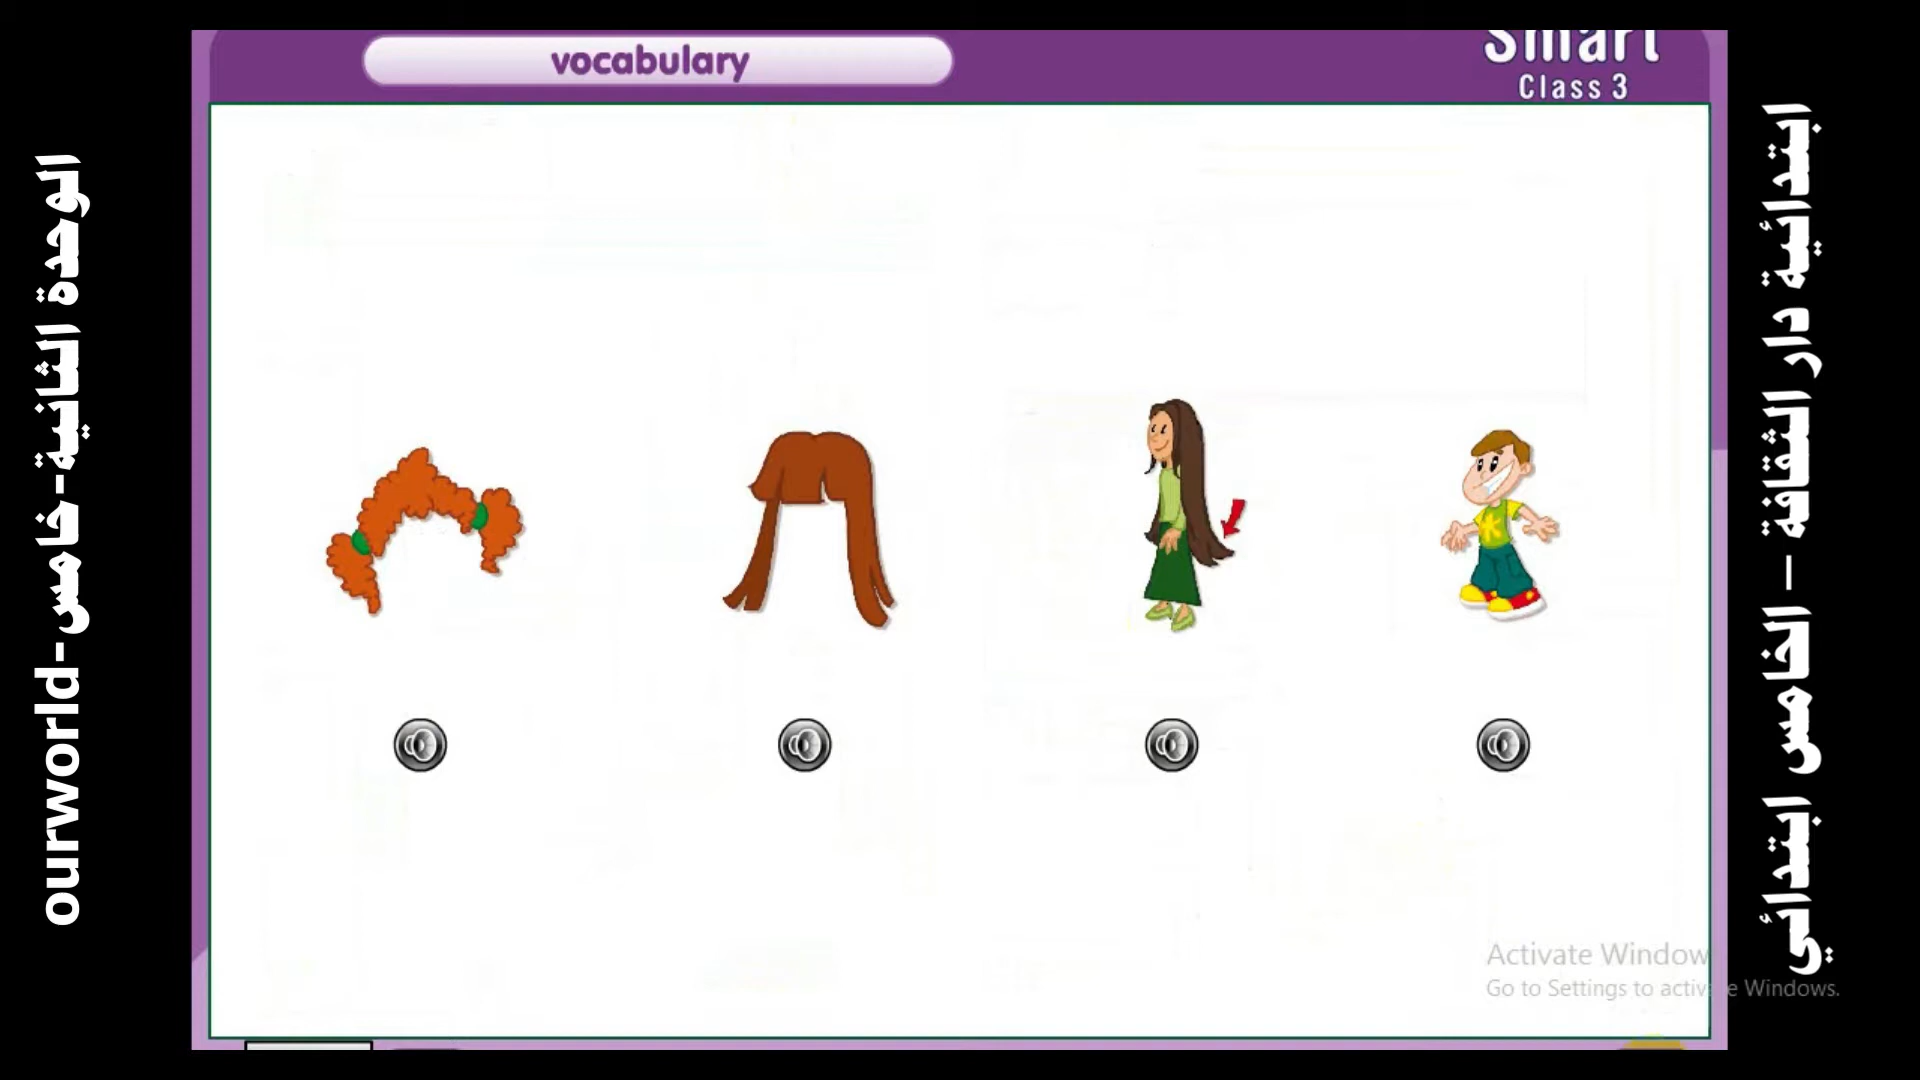 vocabulary
Smart
Class 3
ourworld-الوحدة الثانية-خامس
ابتدائية دار الثقافة – الخامس ابتدائي
Activate Window
Go to Settings to activate Windows.